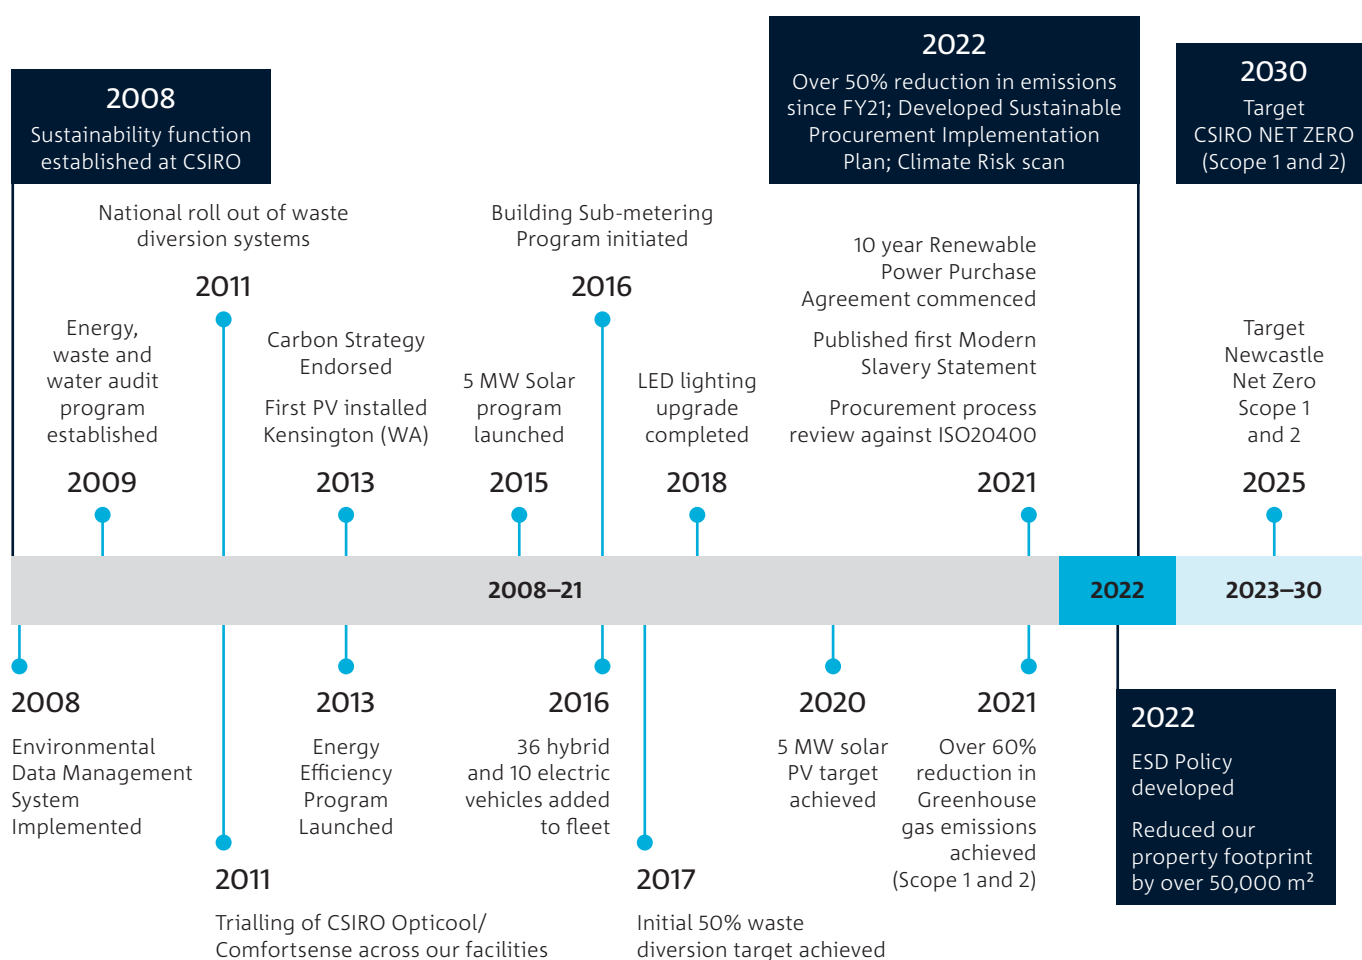 2008
Sustainability function
established at CSIRO
2022
Over 50% reduction in emissions
since FY21; Developed Sustainable
Procurement Implementation
Plan; Climate Risk scan
2030
Target
CSIRO NET ZERO
(Scope 1 and 2)
National roll out of waste
diversion systems
2011
Building Sub-metering
Program initiated
2016
Energy,
waste and
water audit
program
established
2009
Carbon Strategy
Endorsed
First PV installed
Kensington (WA)
2013
5 MW Solar
program
launched
2015
LED lighting
upgrade
completed
2018
10 year Renewable
Power Purchase
Agreement commenced
Published first Modern
Slavery Statement
Procurement process
review against ISO20400
2021
Target
Newcastle
Net Zero
Scope 1
and 2
2025
2008–21
2022
2023–30
2008
Environmental
Data Management
System
Implemented
2011
Trialling of CSIRO Opticool/
Comfortsense across our facilities
2013
Energy
Efficiency
Program
Launched
2016
36 hybrid
and 10 electric
vehicles added
to fleet
2017
Initial 50% waste
diversion target achieved
2020
5 MW solar
PV target
achieved
2021
Over 60%
reduction in
Greenhouse
gas emissions
achieved
(Scope 1 and 2)
2022
ESD Policy
developed
Reduced our
property footprint
by over 50,000 m²